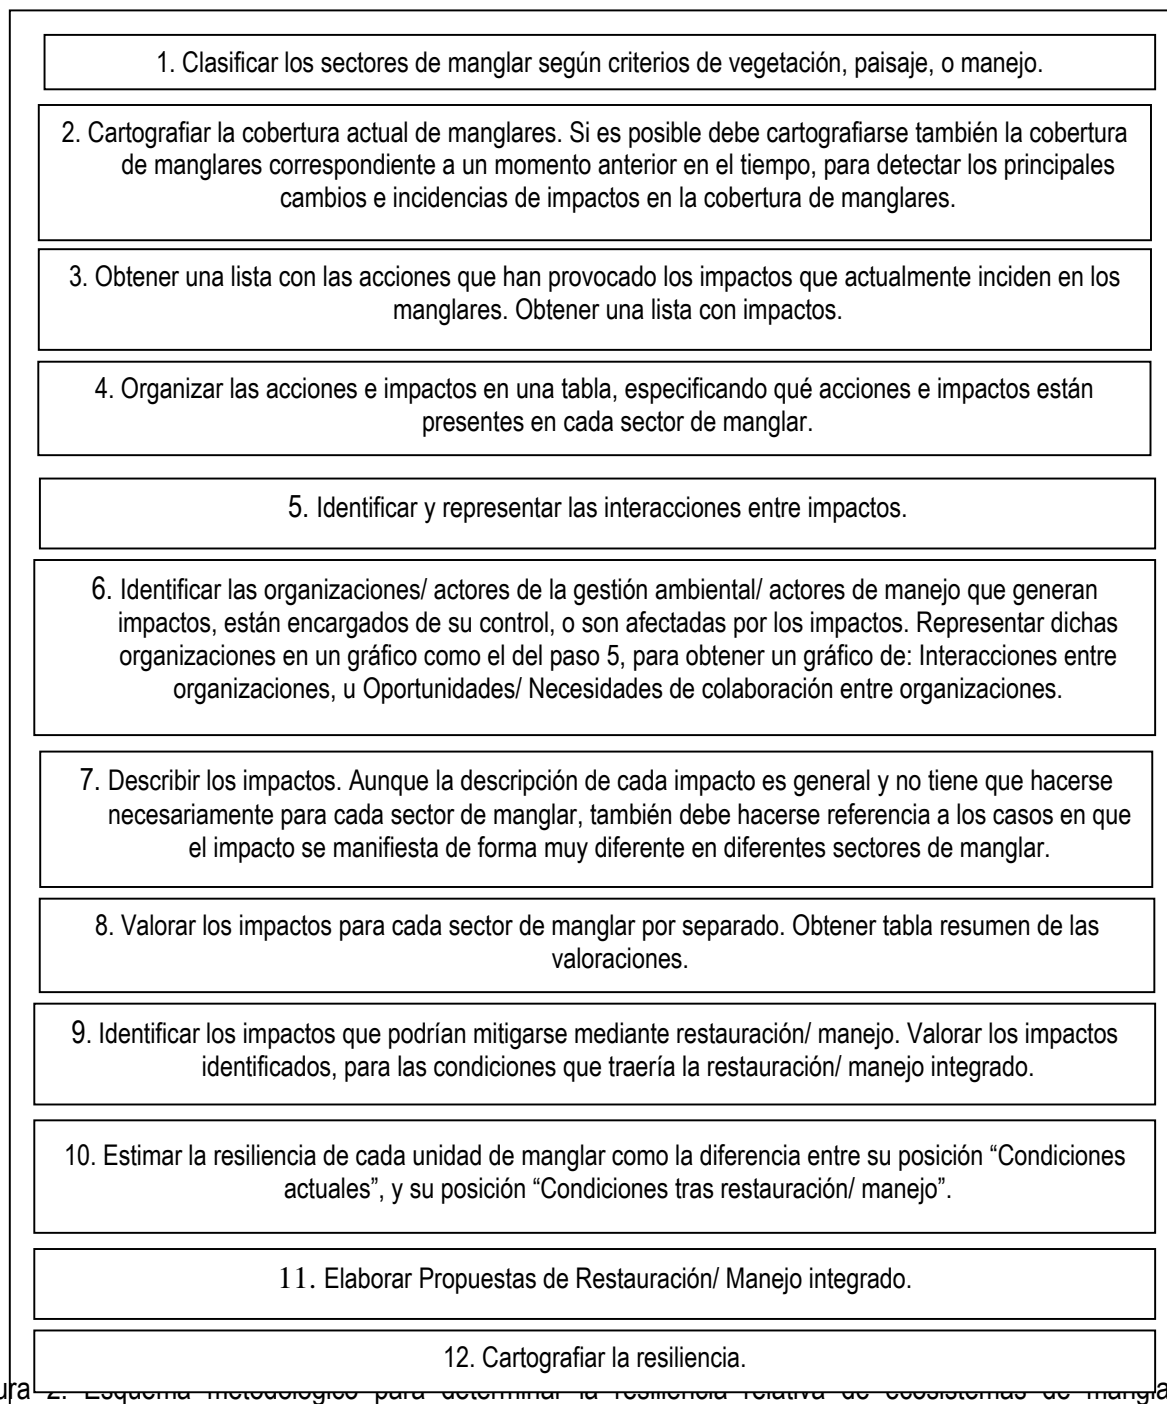 1. Clasificar los sectores de manglar según criterios de vegetación, paisaje, o manejo.
2. Cartografiar la cobertura actual de manglares. Si es posible debe cartografiarse también la cobertura
de manglares correspondiente a un momento anterior en el tiempo, para detectar los principales
cambios e incidencias de impactos en la cobertura de manglares.
3. Obtener una lista con las acciones que han provocado los impactos que actualmente inciden en los
manglares. Obtener una lista con impactos.
4. Organizar las acciones e impactos en una tabla, especificando qué acciones e impactos están
presentes en cada sector de manglar.
5. Identificar y representar las interacciones entre impactos.
6. Identificar las organizaciones/ actores de la gestión ambiental/ actores de manejo que generan
impactos, están encargados de su control, o son afectadas por los impactos. Representar dichas
organizaciones en un gráfico como el del paso 5, para obtener un gráfico de: Interacciones entre
organizaciones, u Oportunidades/ Necesidades de colaboración entre organizaciones.
7. Describir los impactos. Aunque la descripción de cada impacto es general y no tiene que hacerse
necesariamente para cada sector de manglar, también debe hacerse referencia a los casos en que
el impacto se manifiesta de forma muy diferente en diferentes sectores de manglar.
8. Valorar los impactos para cada sector de manglar por separado. Obtener tabla resumen de las
valoraciones.
9. Identificar los impactos que podrían mitigarse mediante restauración/ manejo. Valorar los impactos
identificados, para las condiciones que traería la restauración/ manejo integrado.
10. Estimar la resiliencia de cada unidad de manglar como la diferencia entre su posición “Condiciones
actuales”, y su posición “Condiciones tras restauración/ manejo”.
11. Elaborar Propuestas de Restauración/ Manejo integrado.
12. Cartografiar la resiliencia.
ura 2. Esquema metodológico para determinar la resiliencia relativa de ecosistemas de